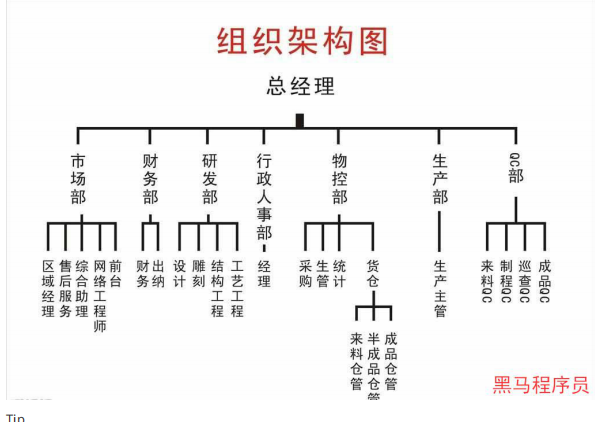 组织架构图
总经理
市场部
财务部
研发部
行政人事部
物控部
生产部
QC部
区域经理
售后服务
综合助理
网络工程师
前台
财务
出纳
设计
雕刻
结构工程
工艺工程
经理
采购
生管
统计
货仓
生产主管
来料QC
制程QC
巡查QC
成品QC
来料仓管
半成品仓管
成品仓管
黑马程序员
Tip